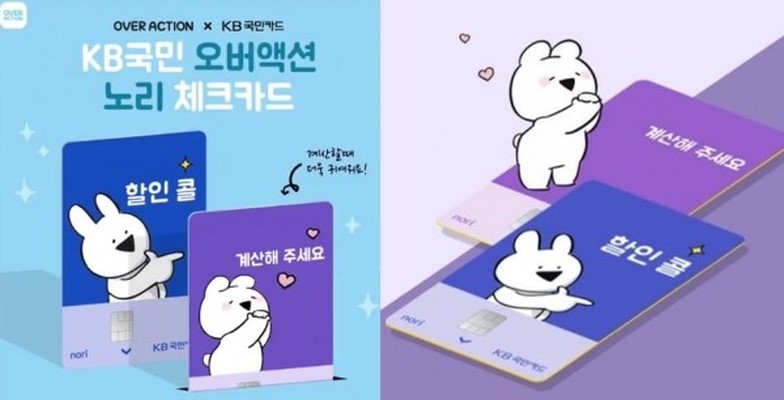 OVER ACTION
OVER ACTION × KB국민카드
KB국민 오버액션
노리 체크카드
계산할때
더욱 귀여워요!
할인 콜
계산해 주세요
nori
KB국민
계산해 주세요
nori
할인 콜
nori
KB국민카드